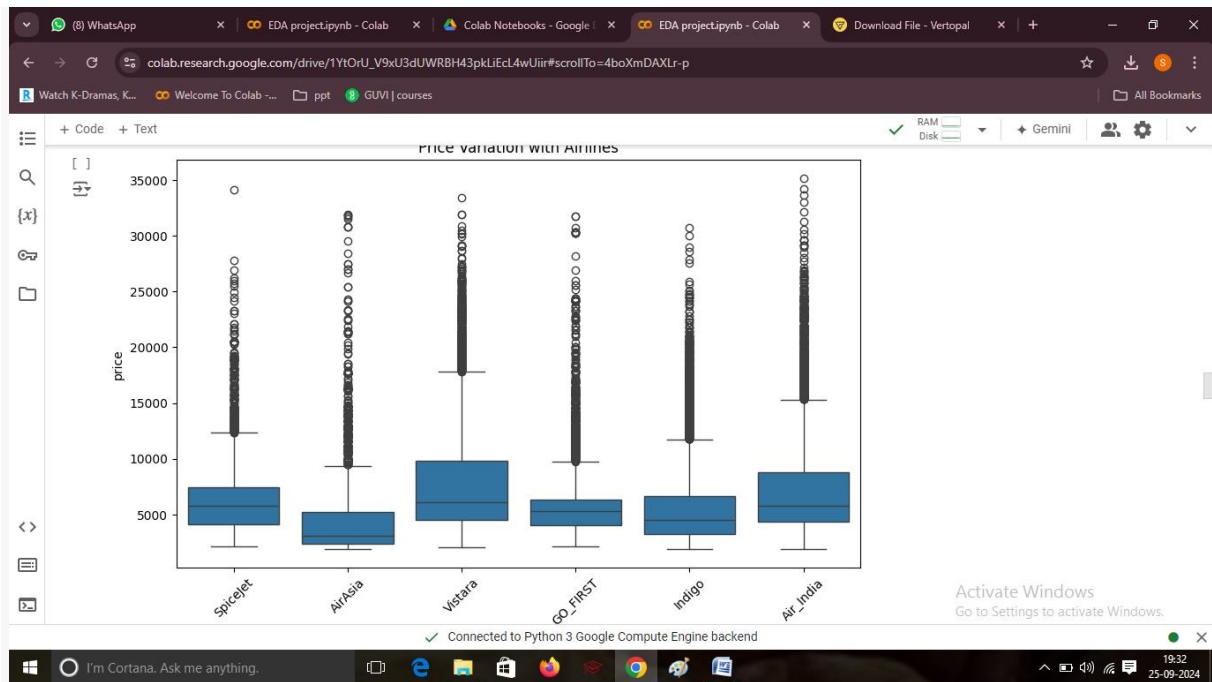 (8) WhatsApp
EDA project.ipynb - Colab
Colab Notebooks - Google
EDA project.ipynb - Colab
Download File - Vertopal
colab.research.google.com/drive/1YtOrU_V9xU3dUWRBH43pkLiEcL4wUiir#scrollTo=4boXmDAXLr-p
Watch K-Dramas, K...
Welcome To Colab -...
ppt
GUVI | courses
All Bookmarks
+ Code + Text
RAM
Disk
Gemini
[ ]
{x}
Price Variation with Airlines
35000
30000
25000
20000
15000
10000
5000
price
SpiceJet
AirAsia
Vistara
GO_FIRST
Indigo
Air_India
Activate Windows
Go to Settings to activate Windows.
Connected to Python 3 Google Compute Engine backend
I'm Cortana. Ask me anything.
19:32
25-09-2024